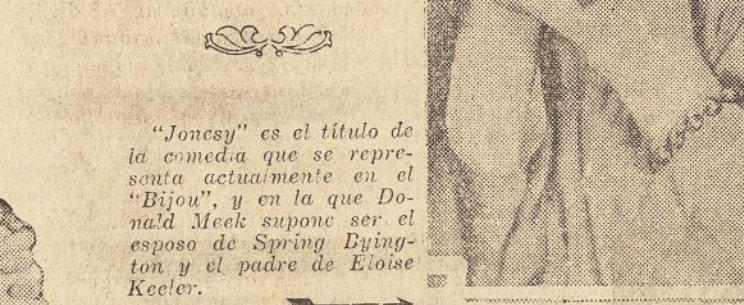 "Jonesy" es el título de
la comedia que se repre-
senta actualmente en el
"Bijou", y en la que Do-
nald Meek supone ser el
esposo de Spring Bying-
ton y el padre de Eloise
Keeler.